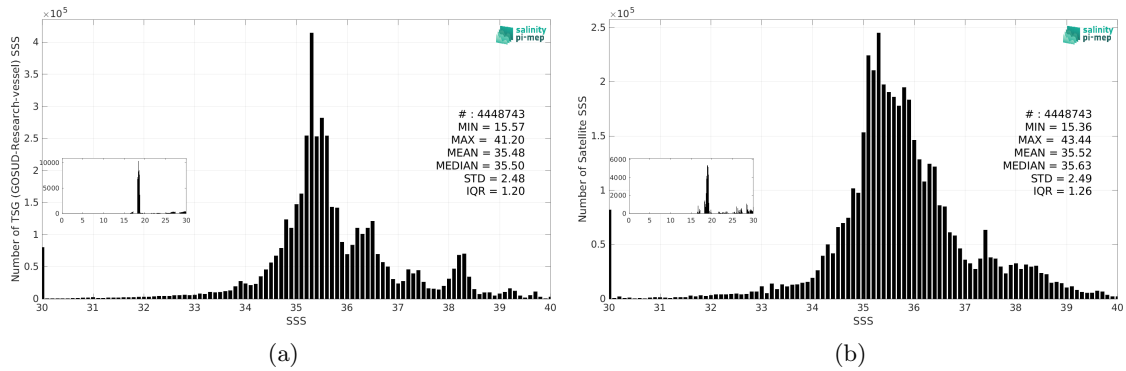 ×10⁵
4
3.5
3
2.5
2
1.5
1
0.5
0
Number of TSG (GOSUD-Research-vessel) SSS
salinity
pi-mep
# : 4448743
MIN = 15.57
MAX = 41.20
MEAN = 35.48
MEDIAN = 35.50
STD = 2.48
IQR = 1.20
10000
5000
0
0 5 10 15 20 25 30
30 31 32 33 34 35 36 37 38 39 40
SSS
(a)
×10⁵
2.5
2
1.5
1
0.5
0
Number of Satellite SSS
salinity
pi-mep
# : 4448743
MIN = 15.36
MAX = 43.44
MEAN = 35.52
MEDIAN = 35.63
STD = 2.49
IQR = 1.26
6000
4000
2000
0
0 5 10 15 20 25 30
30 31 32 33 34 35 36 37 38 39 40
SSS
(b)